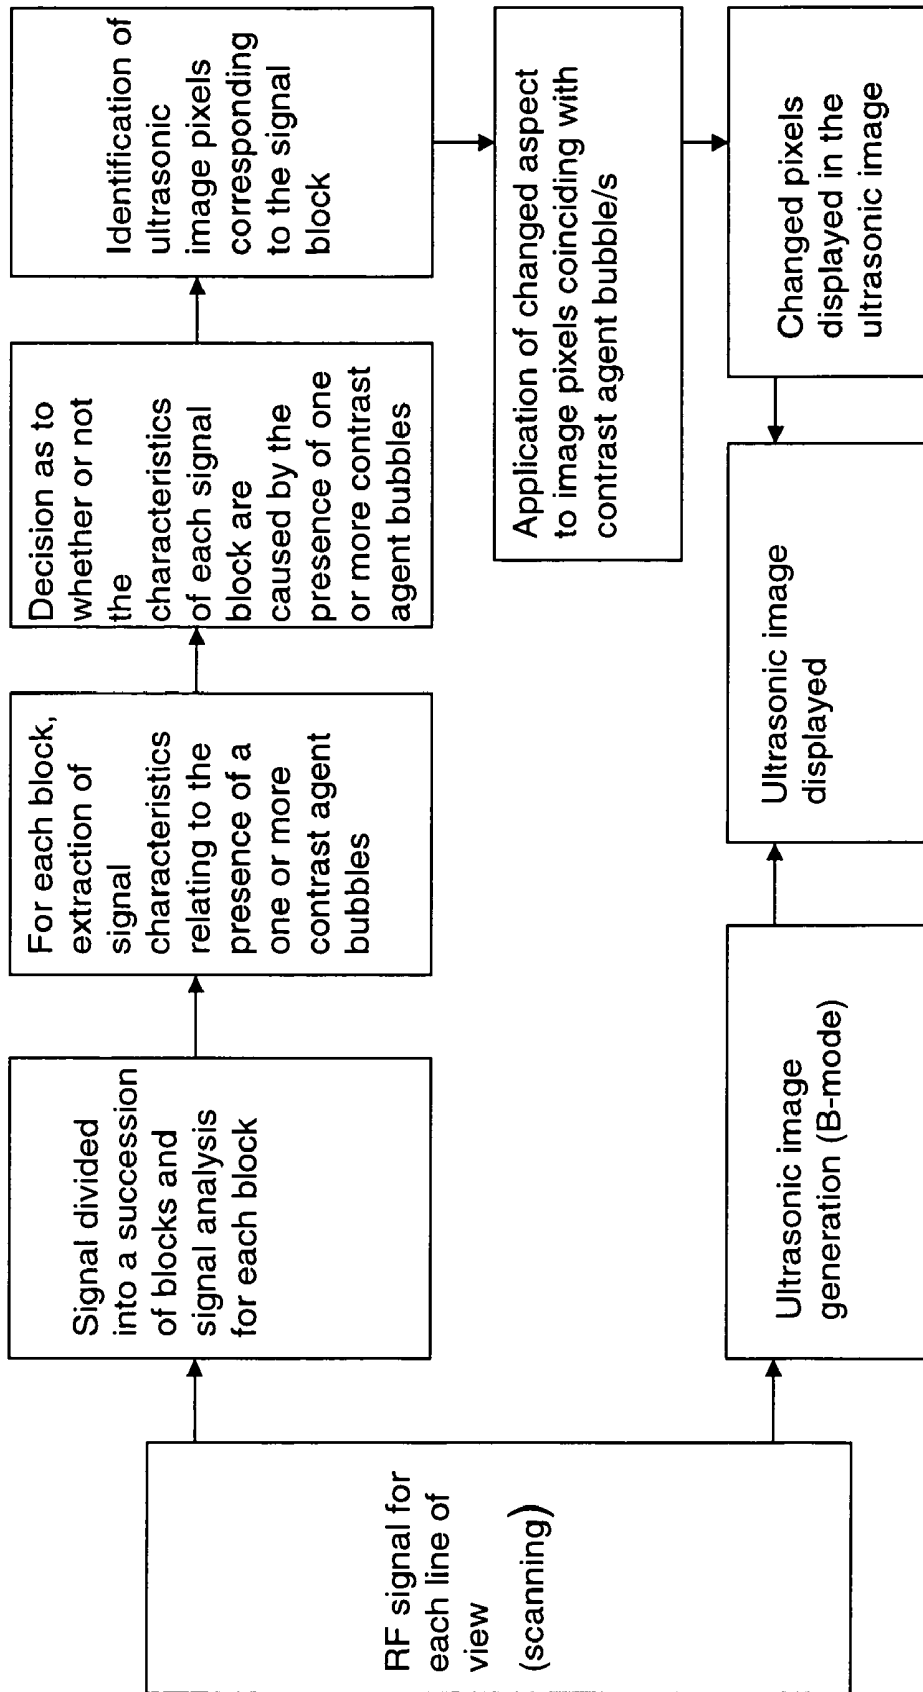 RF signal for
each line of
view
(scanning)
Signal divided
into a succession
of blocks and
signal analysis
for each block
For each block,
extraction of
signal
characteristics
relating to the
presence of a
one or more
contrast agent
bubbles
Decision as to
whether or not
the
characteristics
of each signal
block are
caused by the
presence of one
or more contrast
agent bubbles
Identification of
ultrasonic
image pixels
corresponding
to the signal
block
Application of changed aspect
to image pixels coinciding with
contrast agent bubble/s
Ultrasonic image
generation (B-mode)
Ultrasonic image
displayed
Changed pixels
displayed in the
ultrasonic image